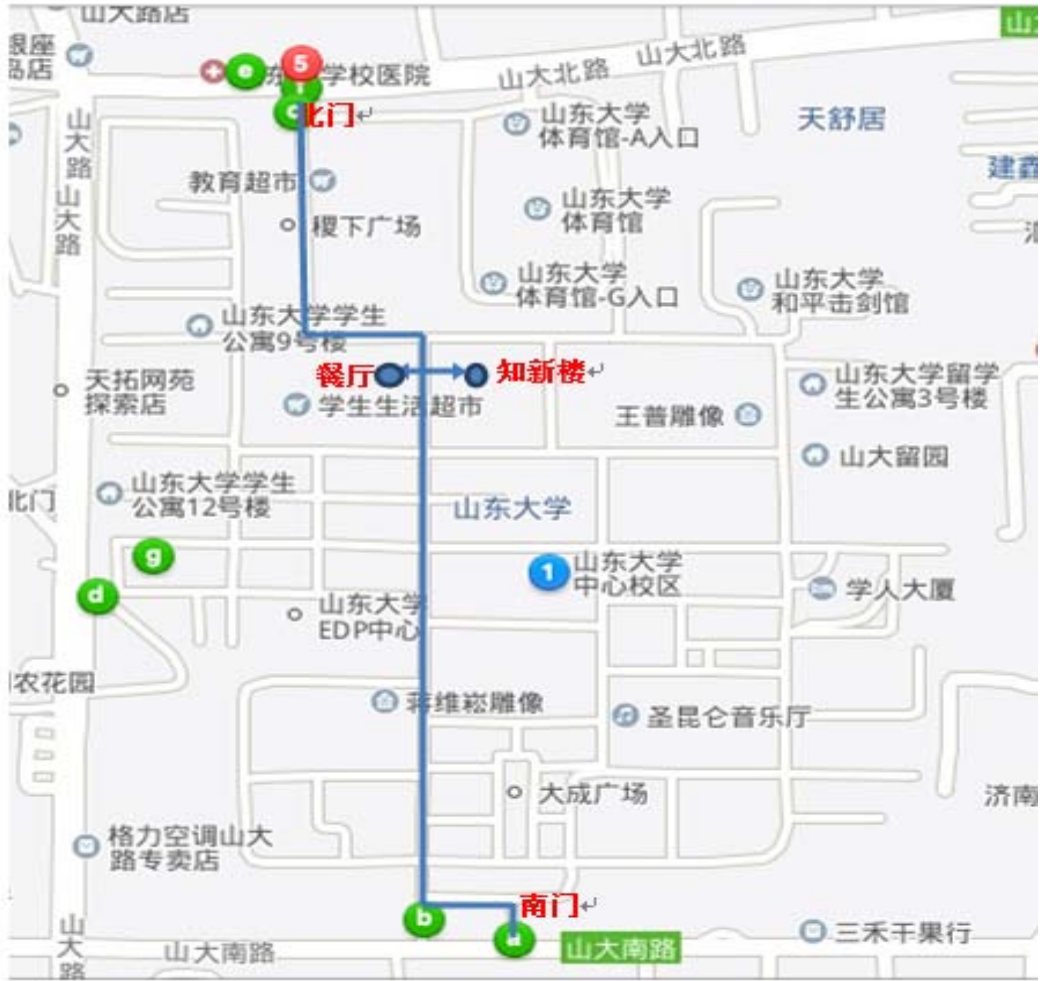 山大路店
山大
银座
山大北路
山大北路
e
5
学校医院
c
北门
山大路
山大路
山东大学
体育馆-A入口
天舒居
教育超市
建鑫
山东大学
体育馆
稷下广场
山东大学
体育馆-G入口
山东大学
和平击剑馆
山东大学学生
公寓9号楼
餐厅
知新楼
天拓网苑
探索店
学生生活超市
王普雕像
山东大学留学
生公寓3号楼
山大留园
北门
山东大学学生
公寓12号楼
山东大学
g
1
山东大学
中心校区
d
学人大厦
山东大学
EDP中心
农花园
蒋维崧雕像
圣昆仑音乐厅
大成广场
济南
格力空调山大
路专卖店
南门
b
a
山大路
山大南路
山大南路
三禾干果行